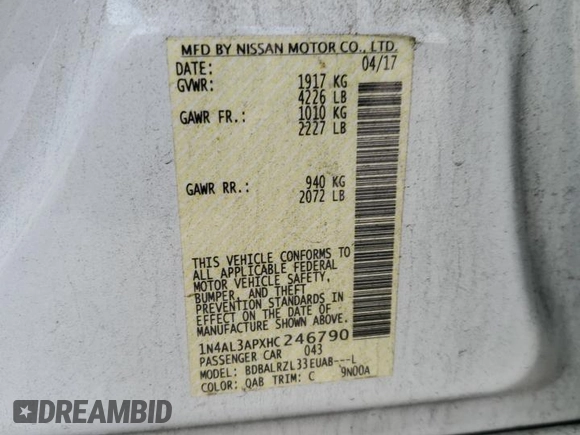 MFD BY NISSAN MOTOR CO., LTD.
DATE: 04/17
GVWR: 1917 KG
4226 LB
GAWR FR.: 1010 KG
2227 LB
GAWR RR.: 940 KG
2072 LB
THIS VEHICLE CONFORMS TO
ALL APPLICABLE FEDERAL
MOTOR VEHICLE SAFETY,
BUMPER, AND THEFT
PREVENTION STANDARDS IN
EFFECT ON THE DATE OF
MANUFACTURE SHOWN ABOVE.
1N4AL3APXHC246790
PASSENGER CAR 043
MODEL: BDBALRZL33EUAB---L
COLOR: QAB TRIM: C 9N00A
DREAMBID
DREAMBID